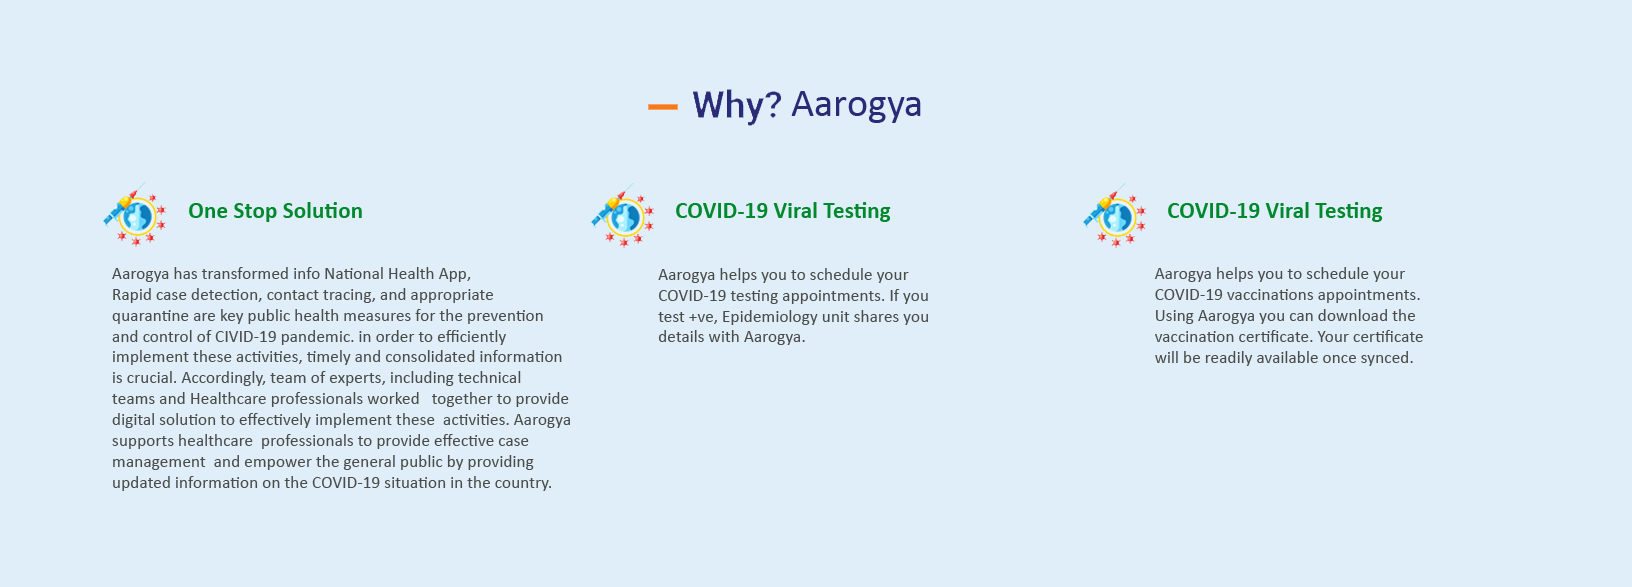 Why? Aarogya
One Stop Solution
Aarogya has transformed info National Health App,
Rapid case detection, contact tracing, and appropriate
quarantine are key public health measures for the prevention
and control of CIVID-19 pandemic. in order to efficiently
implement these activities, timely and consolidated information
is crucial. Accordingly, team of experts, including technical
teams and Healthcare professionals worked   together to provide
digital solution to effectively implement these  activities. Aarogya
supports healthcare  professionals to provide effective case
management  and empower the general public by providing
updated information on the COVID-19 situation in the country.
COVID-19 Viral Testing
Aarogya helps you to schedule your
COVID-19 testing appointments. If you
test +ve, Epidemiology unit shares you
details with Aarogya.
COVID-19 Viral Testing
Aarogya helps you to schedule your
COVID-19 vaccinations appointments.
Using Aarogya you can download the
vaccination certificate. Your certificate
will be readily available once synced.